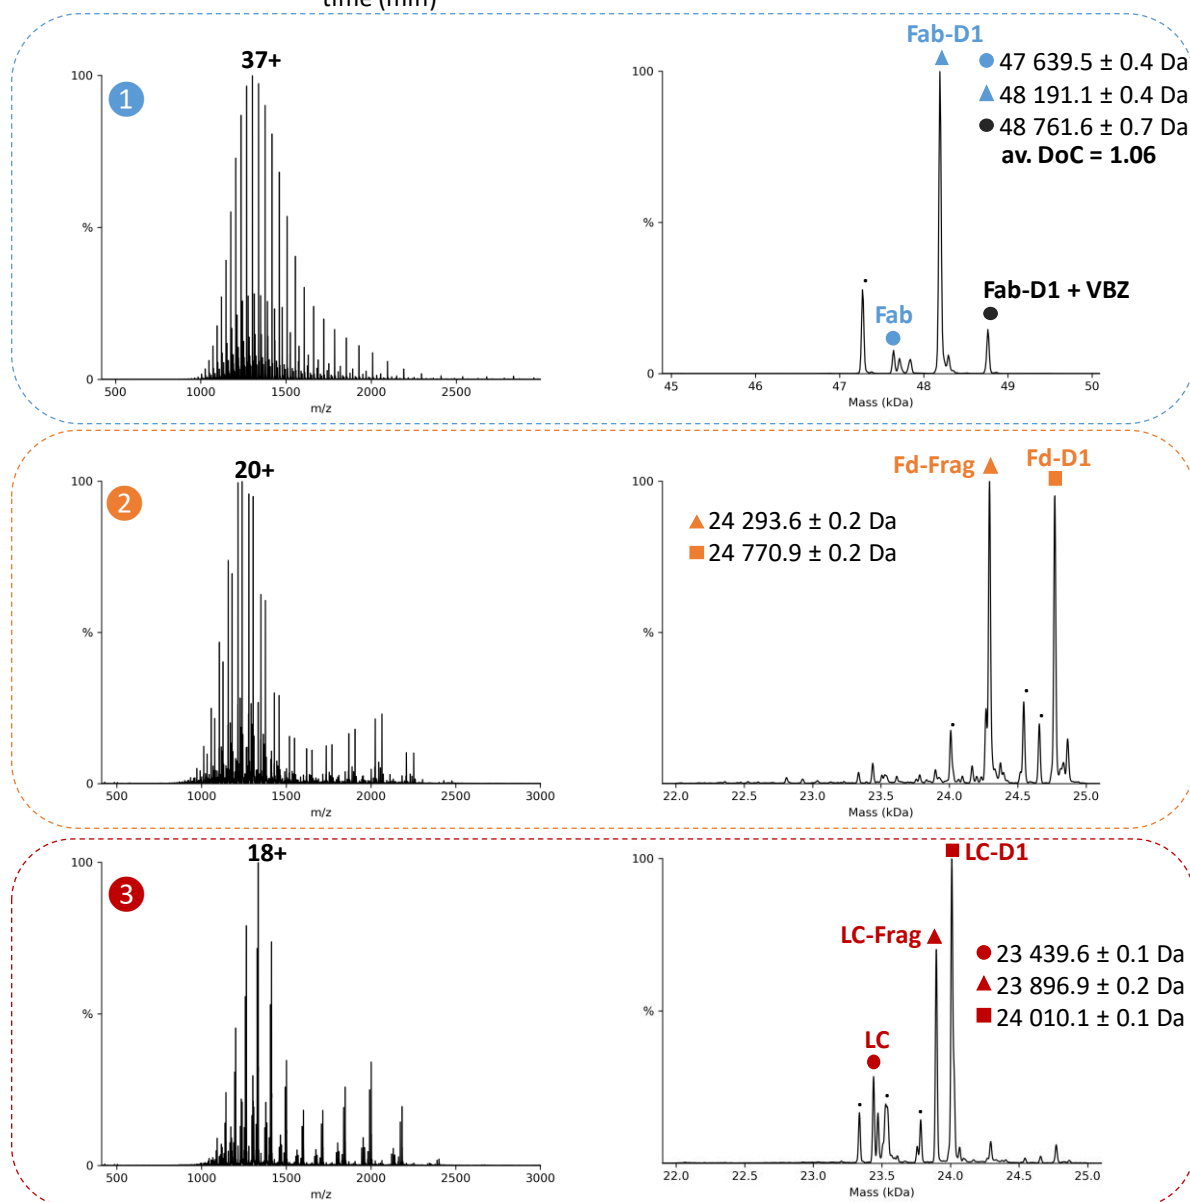 time (min)
1
37+
100
%
0
500
1000
1500
2000
2500
m/z
Fab-D1
47 639.5 ± 0.4 Da
48 191.1 ± 0.4 Da
48 761.6 ± 0.7 Da
av. DoC = 1.06
100
%
0
Fab
Fab-D1 + VBZ
45
46
47
48
49
50
Mass (kDa)
2
20+
100
%
0
500
1000
1500
2000
2500
3000
m/z
Fd-Frag
Fd-D1
24 293.6 ± 0.2 Da
24 770.9 ± 0.2 Da
100
%
0
22.0
22.5
23.0
23.5
24.0
24.5
25.0
Mass (kDa)
3
18+
100
%
0
500
1000
1500
2000
2500
3000
m/z
LC-D1
LC-Frag
LC
23 439.6 ± 0.1 Da
23 896.9 ± 0.2 Da
24 010.1 ± 0.1 Da
100
%
0
22.0
22.5
23.0
23.5
24.0
24.5
25.0
Mass (kDa)